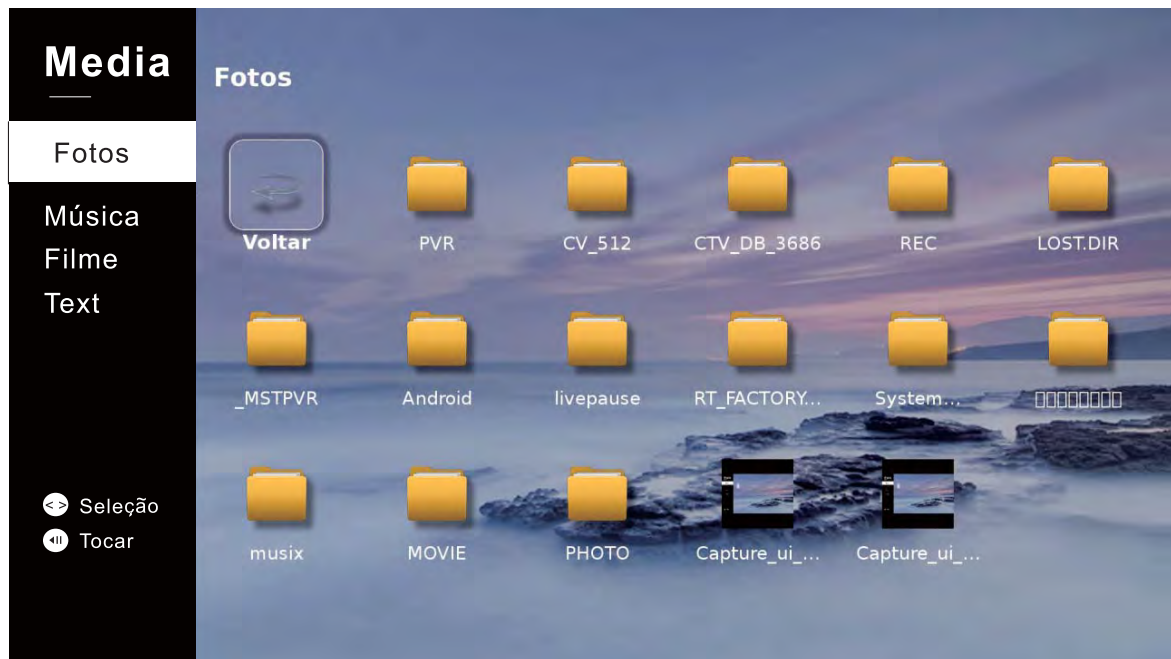 Media
Fotos
Fotos
Música
Filme
Text
Voltar
PVR
CV_512
CTV_DB_3686
REC
LOST.DIR
_MSTPVR
Android
livepause
RT_FACTORY...
System...
musix
MOVIE
PHOTO
Capture_ui_...
Capture_ui_...
Seleção
Tocar